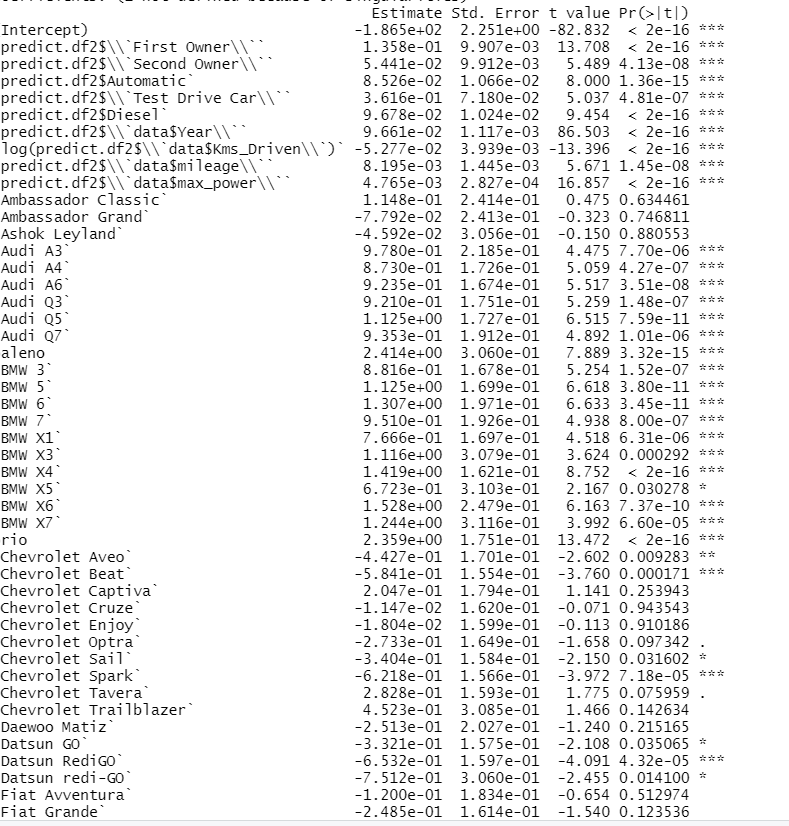 Estimate Std. Error t value Pr(>|t|)
Intercept) -1.865e+02 2.251e+00 -82.832 < 2e-16 ***
predict.df2$\\`First Owner\\`` 1.358e-01 9.907e-03 13.708 < 2e-16 ***
predict.df2$\\`Second Owner\\`` 5.441e-02 9.912e-03 5.489 4.13e-08 ***
predict.df2$Automatic` 8.526e-02 1.066e-02 8.000 1.36e-15 ***
predict.df2$\\`Test Drive Car\\`` 3.616e-01 7.180e-02 5.037 4.81e-07 ***
predict.df2$Diesel` 9.678e-02 1.024e-02 9.454 < 2e-16 ***
predict.df2$\\`data$Year\\`` 9.661e-02 1.117e-03 86.503 < 2e-16 ***
log(predict.df2$\\`data$Kms_Driven\\`)` -5.277e-02 3.939e-03 -13.396 < 2e-16 ***
predict.df2$\\`data$mileage\\`` 8.195e-03 1.445e-03 5.671 1.45e-08 ***
predict.df2$\\`data$max_power\\`` 4.765e-03 2.827e-04 16.857 < 2e-16 ***
Ambassador Classic` 1.148e-01 2.414e-01 0.475 0.634461
Ambassador Grand` -7.792e-02 2.413e-01 -0.323 0.746811
Ashok Leyland` -4.592e-02 3.056e-01 -0.150 0.880553
Audi A3` 9.780e-01 2.185e-01 4.475 7.70e-06 ***
Audi A4` 8.730e-01 1.726e-01 5.059 4.27e-07 ***
Audi A6` 9.235e-01 1.674e-01 5.517 3.51e-08 ***
Audi Q3` 9.210e-01 1.751e-01 5.259 1.48e-07 ***
Audi Q5` 1.125e+00 1.727e-01 6.515 7.59e-11 ***
Audi Q7` 9.353e-01 1.912e-01 4.892 1.01e-06 ***
aleno 2.414e+00 3.060e-01 7.889 3.32e-15 ***
BMW 3` 8.816e-01 1.678e-01 5.254 1.52e-07 ***
BMW 5` 1.125e+00 1.699e-01 6.618 3.80e-11 ***
BMW 6` 1.307e+00 1.971e-01 6.633 3.45e-11 ***
BMW 7` 9.510e-01 1.926e-01 4.938 8.00e-07 ***
BMW X1` 7.666e-01 1.697e-01 4.518 6.31e-06 ***
BMW X3` 1.116e+00 3.079e-01 3.624 0.000292 ***
BMW X4` 1.419e+00 1.621e-01 8.752 < 2e-16 ***
BMW X5` 6.723e-01 3.103e-01 2.167 0.030278 *
BMW X6` 1.528e+00 2.479e-01 6.163 7.37e-10 ***
BMW X7` 1.244e+00 3.116e-01 3.992 6.60e-05 ***
rio 2.359e+00 1.751e-01 13.472 < 2e-16 ***
Chevrolet Aveo` -4.427e-01 1.701e-01 -2.602 0.009283 **
Chevrolet Beat` -5.841e-01 1.554e-01 -3.760 0.000171 ***
Chevrolet Captiva` 2.047e-01 1.794e-01 1.141 0.253943
Chevrolet Cruze` -1.147e-02 1.620e-01 -0.071 0.943543
Chevrolet Enjoy` -1.804e-02 1.599e-01 -0.113 0.910186
Chevrolet Optra` -2.733e-01 1.649e-01 -1.658 0.097342 .
Chevrolet Sail` -3.404e-01 1.584e-01 -2.150 0.031602 *
Chevrolet Spark` -6.218e-01 1.566e-01 -3.972 7.18e-05 ***
Chevrolet Tavera` 2.828e-01 1.593e-01 1.775 0.075959 .
Chevrolet Trailblazer` 4.523e-01 3.085e-01 1.466 0.142634
Daewoo Matiz` -2.513e-01 2.027e-01 -1.240 0.215165
Datsun GO` -3.321e-01 1.575e-01 -2.108 0.035065 *
Datsun RediGO` -6.532e-01 1.597e-01 -4.091 4.32e-05 ***
Datsun redi-GO` -7.512e-01 3.060e-01 -2.455 0.014100 *
Fiat Avventura` -1.200e-01 1.834e-01 -0.654 0.512974
Fiat Grande` -2.485e-01 1.614e-01 -1.540 0.123536